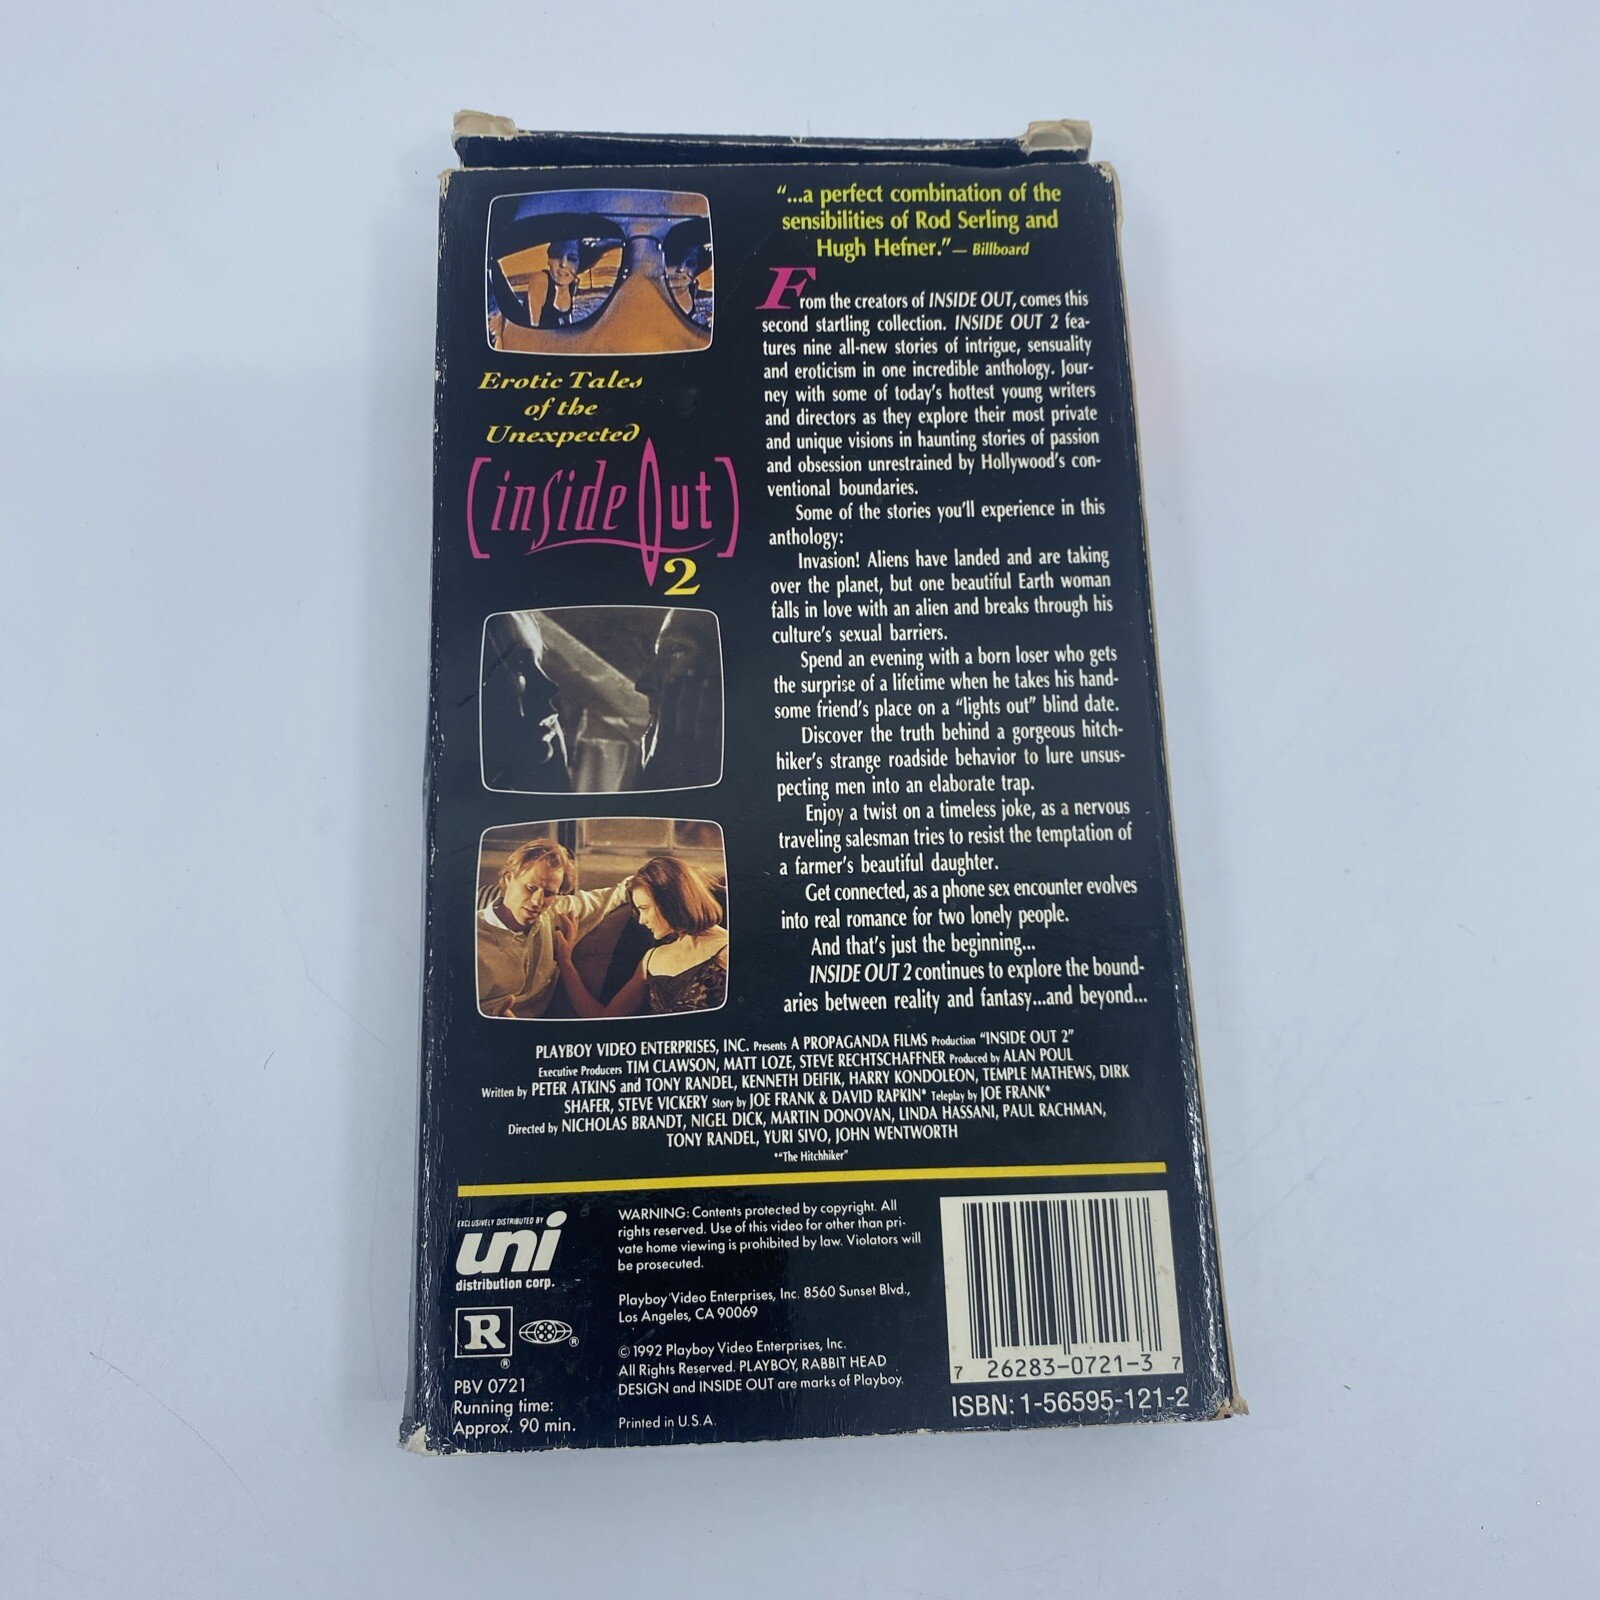 "...a perfect combination of the
sensibilities of Rod Serling and
Hugh Hefner."— Billboard
From the creators of INSIDE OUT, comes this
second startling collection. INSIDE OUT 2 fea-
tures nine all-new stories of intrigue, sensuality
and eroticism in one incredible anthology. Jour-
ney with some of today's hottest young writers
and directors as they explore their most private
and unique visions in haunting stories of passion
and obsession unrestrained by Hollywood's con-
ventional boundaries.
Some of the stories you'll experience in this
anthology:
Invasion! Aliens have landed and are taking
over the planet, but one beautiful Earth woman
falls in love with an alien and breaks through his
culture's sexual barriers.
Spend an evening with a born loser who gets
the surprise of a lifetime when he takes his hand-
some friend's place on a "lights out" blind date.
Discover the truth behind a gorgeous hitch-
hiker's strange roadside behavior to lure unsus-
pecting men into an elaborate trap.
Enjoy a twist on a timeless joke, as a nervous
traveling salesman tries to resist the temptation of
a farmer's beautiful daughter.
Get connected, as a phone sex encounter evolves
into real romance for two lonely people.
And that's just the beginning...
INSIDE OUT 2 continues to explore the bound-
aries between reality and fantasy...and beyond...
Erotic Tales
of the
Unexpected
(inside Out)
2
PLAYBOY VIDEO ENTERPRISES, INC. Presents A PROPAGANDA FILMS Production "INSIDE OUT 2"
Executive Producers TIM CLAWSON, MATT LOZE, STEVE RECHTSCHAFFNER Produced by ALAN POUL
Written by PETER ATKINS and TONY RANDEL, KENNETH DEIFIK, HARRY KONDOLEON, TEMPLE MATHEWS, DIRK
SHAFER, STEVE VICKERY Story by JOE FRANK & DAVID RAPKIN* Teleplay by JOE FRANK*
Directed by NICHOLAS BRANDT, NIGEL DICK, MARTIN DONOVAN, LINDA HASSANI, PAUL RACHMAN,
TONY RANDEL, YURI SIVO, JOHN WENTWORTH
*"The Hitchhiker"
EXCLUSIVELY DISTRIBUTED BY
uni
distribution corp.
R
®
®
PBV 0721
Running time:
Approx. 90 min.
WARNING: Contents protected by copyright. All
rights reserved. Use of this video for other than pri-
vate home viewing is prohibited by law. Violators will
be prosecuted.
Playboy Video Enterprises, Inc. 8560 Sunset Blvd.,
Los Angeles, CA 90069
© 1992 Playboy Video Enterprises, Inc.
All Rights Reserved. PLAYBOY, RABBIT HEAD
DESIGN and INSIDE OUT are marks of Playboy.
Printed in U.S.A.
7 26283-0721-3 7
ISBN: 1-56595-121-2